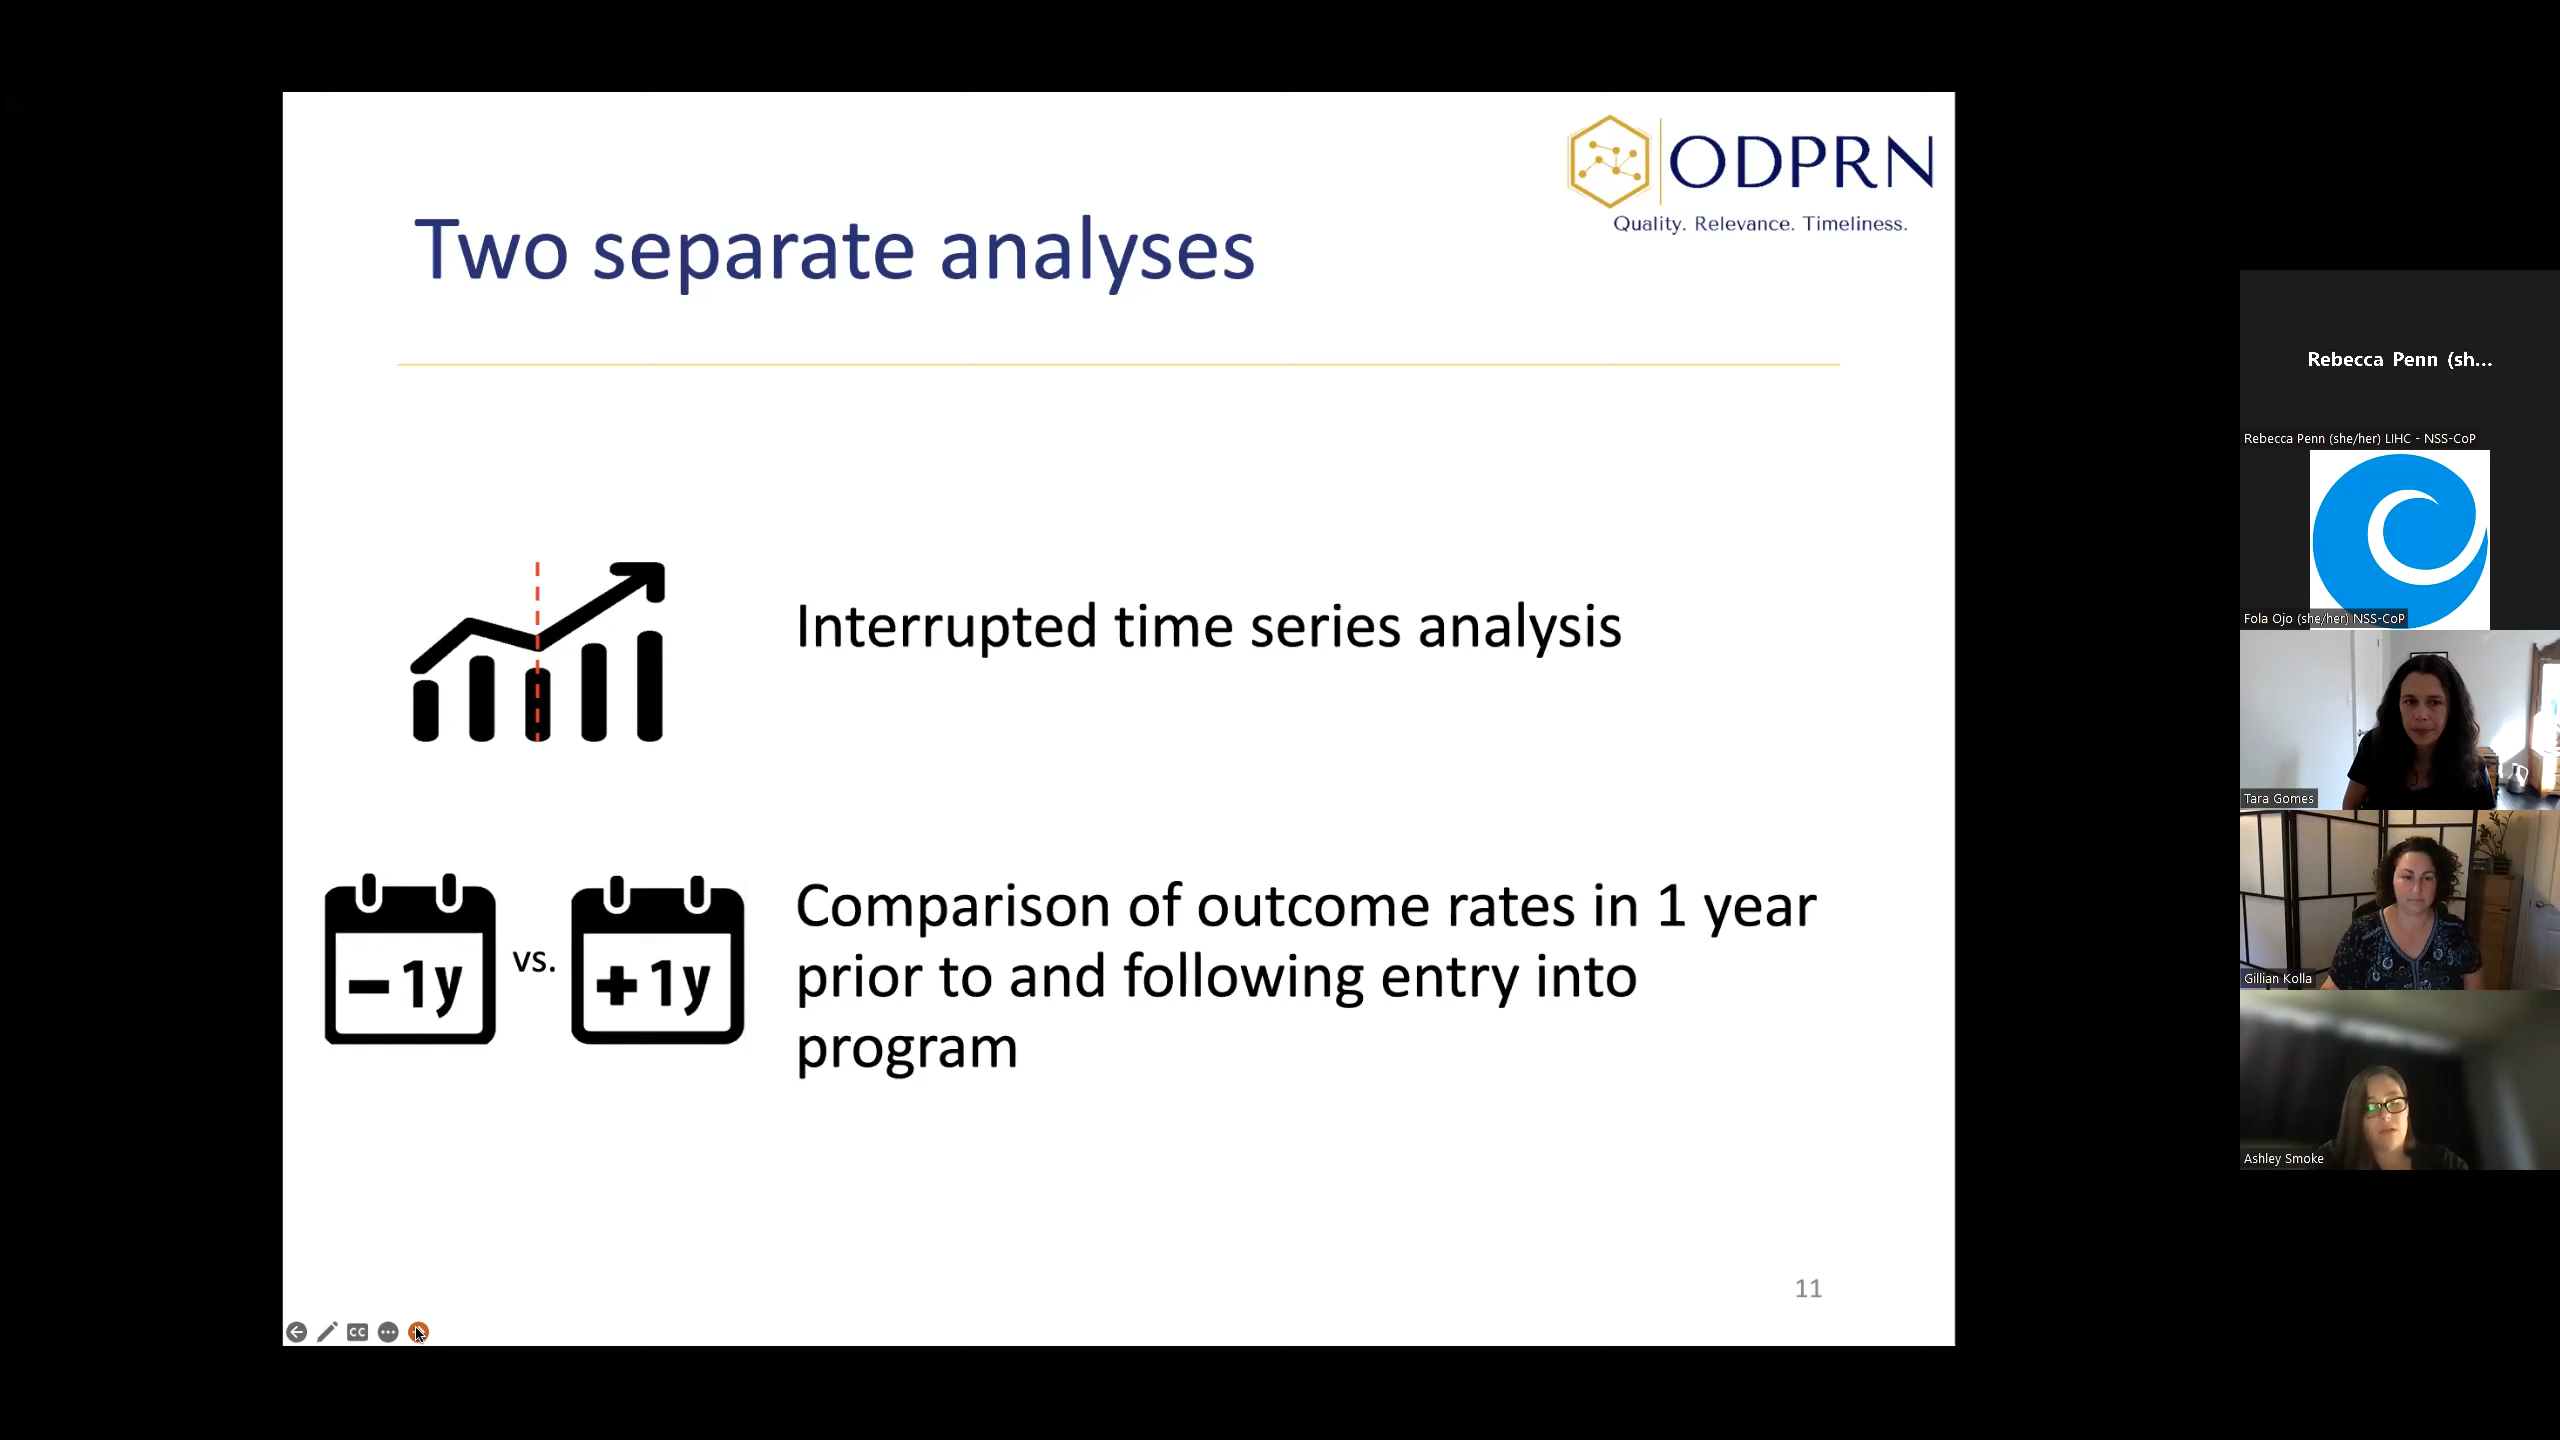 ODPRN
Quality. Relevance. Timeliness.
Two separate analyses
Interrupted time series analysis
– 1y
vs.
+ 1y
Comparison of outcome rates in 1 year
prior to and following entry into
program
11
CC
Rebecca Penn (sh...
Rebecca Penn (she/her) LIHC - NSS-CoP
Fola Ojo (she/her) NSS-CoP
Tara Gomes
Gillian Kolla
Ashley Smoke